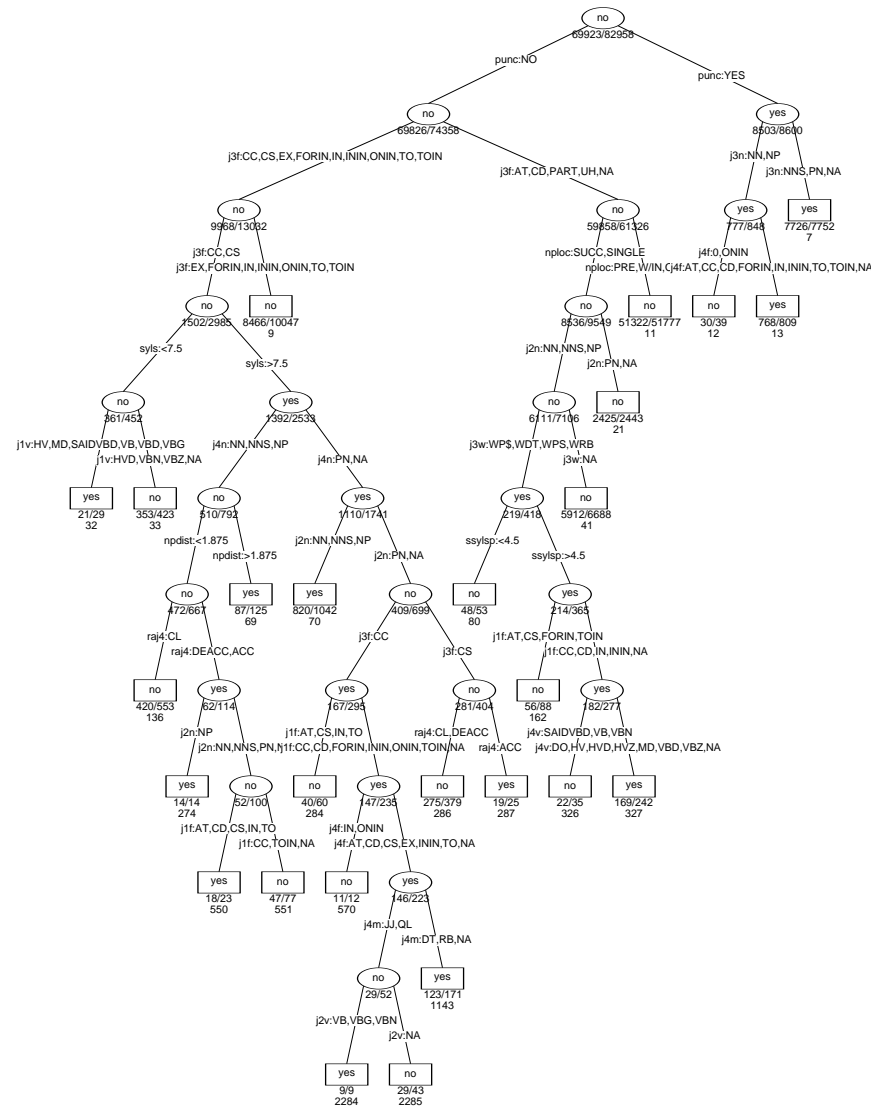 no
69923/82958
punc:NO
punc:YES
no
69826/74358
yes
8503/8600
j3f:CC,CS,EX,FORIN,IN,ININ,ONIN,TO,TOIN
j3f:AT,CD,PART,UH,NA
j3n:NN,NP
j3n:NNS,PN,NA
no
9968/13032
no
59858/61326
yes
777/848
yes
7726/7752
7
j3f:CC,CS
j3f:EX,FORIN,IN,ININ,ONIN,TO,TOIN
nploc:SUCC,SINGLE
nploc:PRE,W/IN,
j4f:0,ONIN
j4f:AT,CC,CD,FORIN,IN,ININ,TO,TOIN,NA
no
1502/2985
no
8466/10047
9
no
8536/9549
no
51322/51777
11
no
30/39
12
yes
768/809
13
syls:<7.5
syls:>7.5
j2n:NN,NNS,NP
j2n:PN,NA
no
361/452
yes
1392/2533
no
6111/7106
no
2425/2443
21
j1v:HV,MD,SAIDVBD,VB,VBD,VBG
j1v:HVD,VBN,VBZ,NA
j4n:NN,NNS,NP
j4n:PN,NA
j3w:WP$,WDT,WPS,WRB
j3w:NA
yes
21/29
32
no
353/423
33
no
510/792
yes
1110/1741
yes
219/418
no
5912/6688
41
npdist:<1.875
npdist:>1.875
j2n:NN,NNS,NP
j2n:PN,NA
ssylsp:<4.5
ssylsp:>4.5
no
472/667
yes
87/125
69
yes
820/1042
70
no
409/699
no
48/53
80
yes
214/365
raj4:CL
raj4:DEACC,ACC
j3f:CC
j3f:CS
j1f:AT,CS,FORIN,TOIN
j1f:CC,CD,IN,ININ,NA
no
420/553
136
yes
62/114
yes
167/295
no
281/404
no
56/88
162
yes
182/277
j2n:NP
j2n:NN,NNS,PN,
j1f:AT,CS,IN,TO
j1f:CC,CD,FORIN,ININ,ONIN,TOIN,NA
raj4:CL,DEACC
raj4:ACC
j4v:SAIDVBD,VB,VBN
j4v:DO,HV,HVD,HVZ,MD,VBD,VBZ,NA
yes
14/14
274
no
52/100
no
40/60
284
yes
147/235
no
275/379
286
yes
19/25
287
no
22/35
326
yes
169/242
327
j1f:AT,CD,CS,IN,TO
j1f:CC,TOIN,NA
j4f:IN,ONIN
j4f:AT,CD,CS,EX,ININ,TO,NA
yes
18/23
550
no
47/77
551
no
11/12
570
yes
146/223
j4m:JJ,QL
j4m:DT,RB,NA
no
29/52
yes
123/171
1143
j2v:VB,VBG,VBN
j2v:NA
yes
9/9
2284
no
29/43
2285